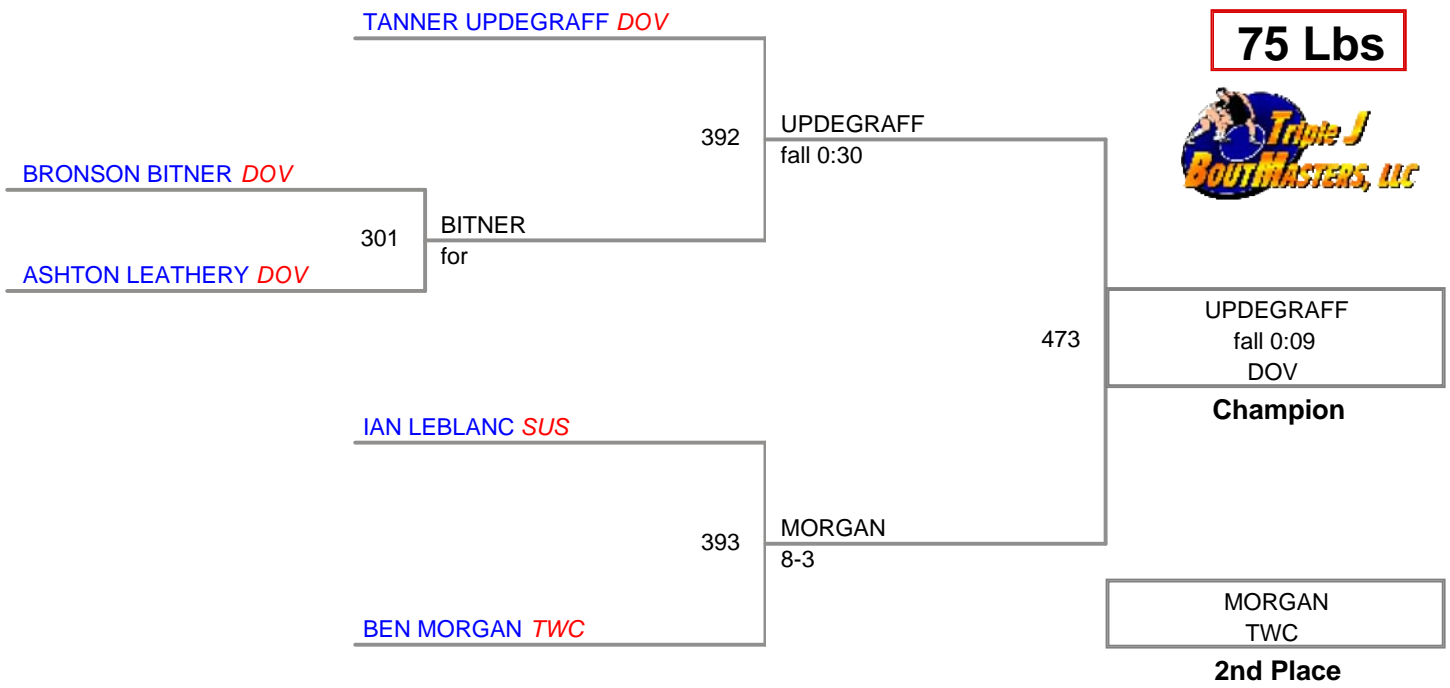 TANNER UPDEGRAFF DOV
75 Lbs
Triple J
BOUTMASTERS, LLC
392
UPDEGRAFF
fall 0:30
BRONSON BITNER DOV
301
BITNER
for
ASHTON LEATHERY DOV
473
UPDEGRAFF
fall 0:09
DOV
Champion
IAN LEBLANC SUS
393
MORGAN
8-3
BEN MORGAN TWC
MORGAN
TWC
2nd Place